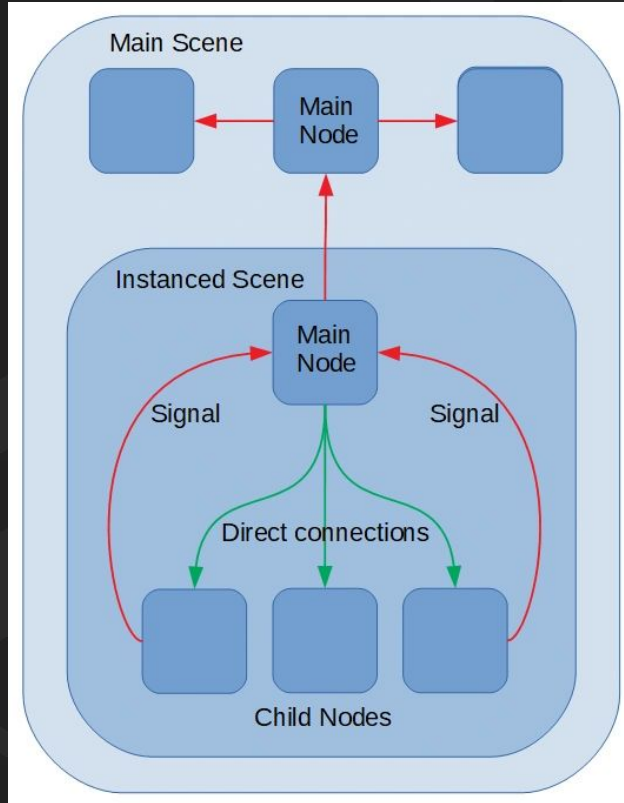 Main Scene
Main
Node
Instanced Scene
Main
Node
Signal
Signal
Direct connections
Child Nodes